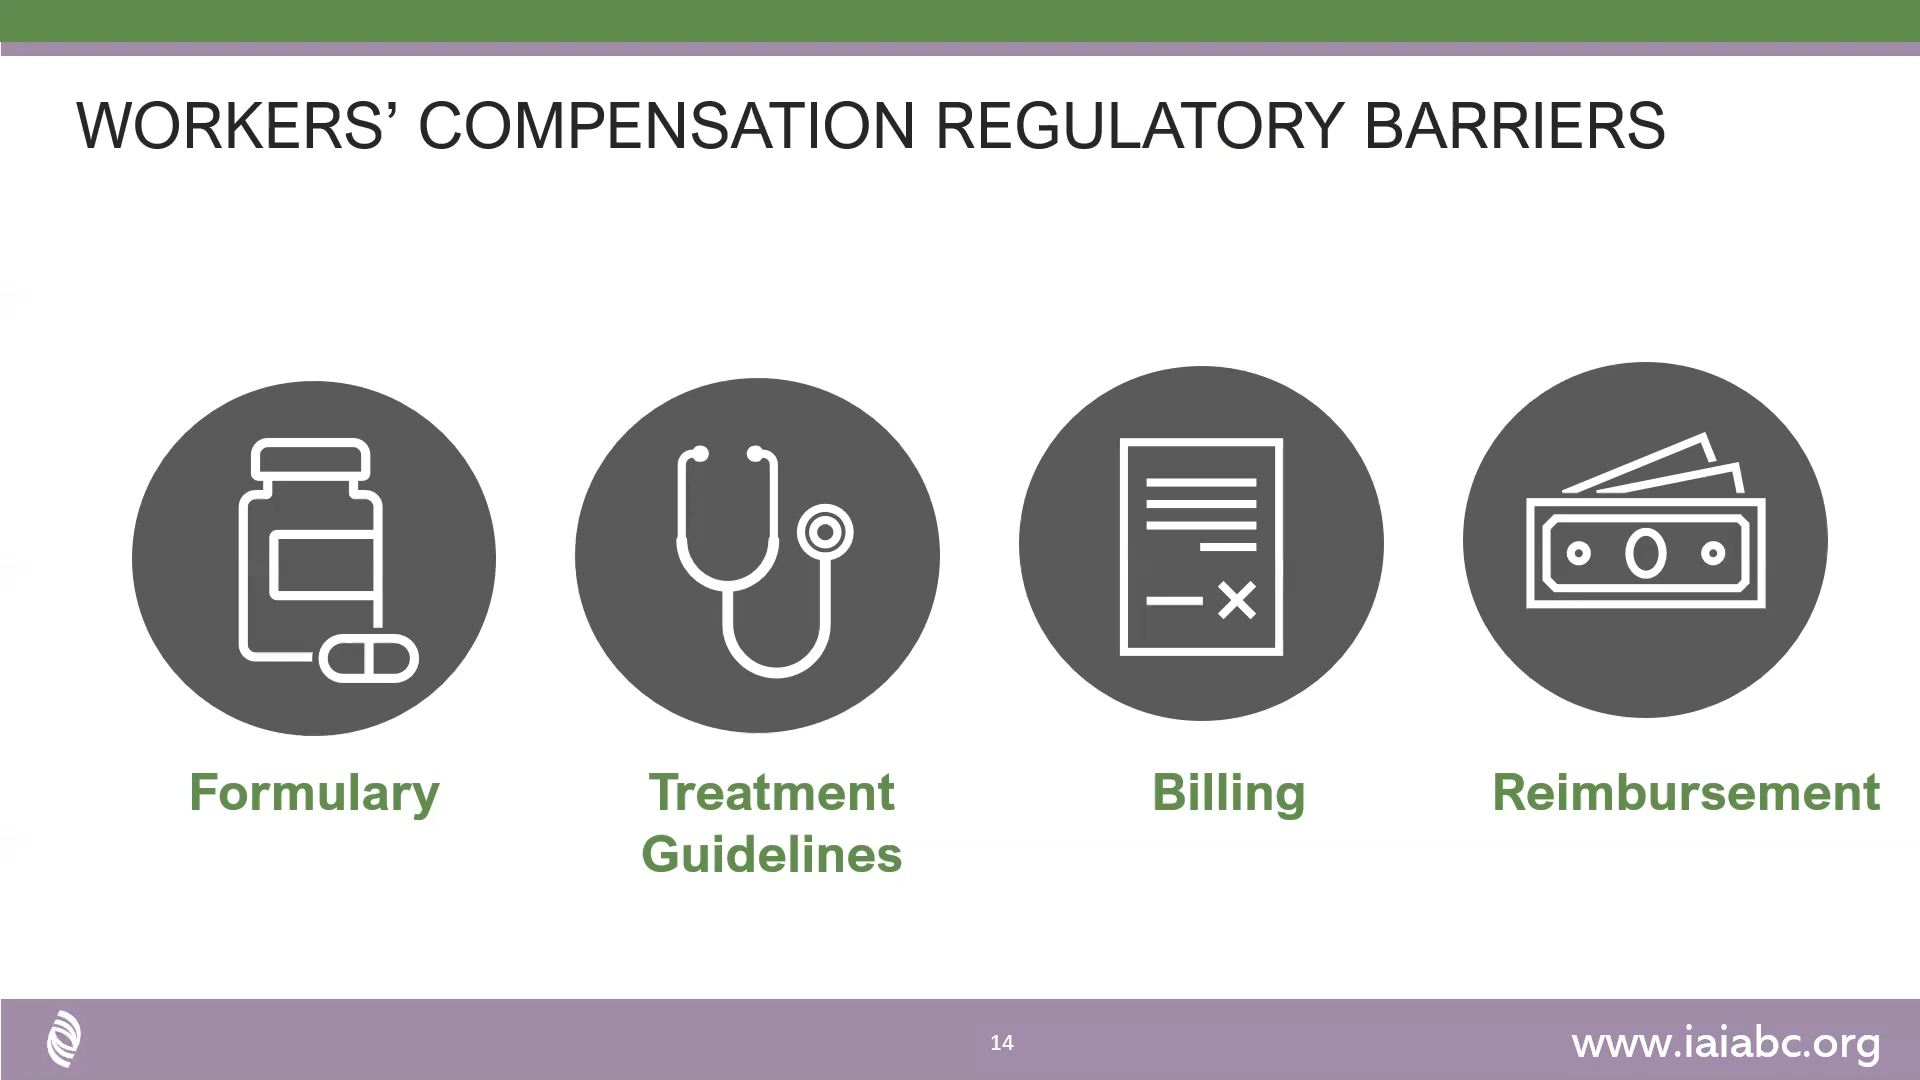 WORKERS’ COMPENSATION REGULATORY BARRIERS
Formulary
Treatment
Guidelines
Billing
Reimbursement
14
www.iaiabc.org